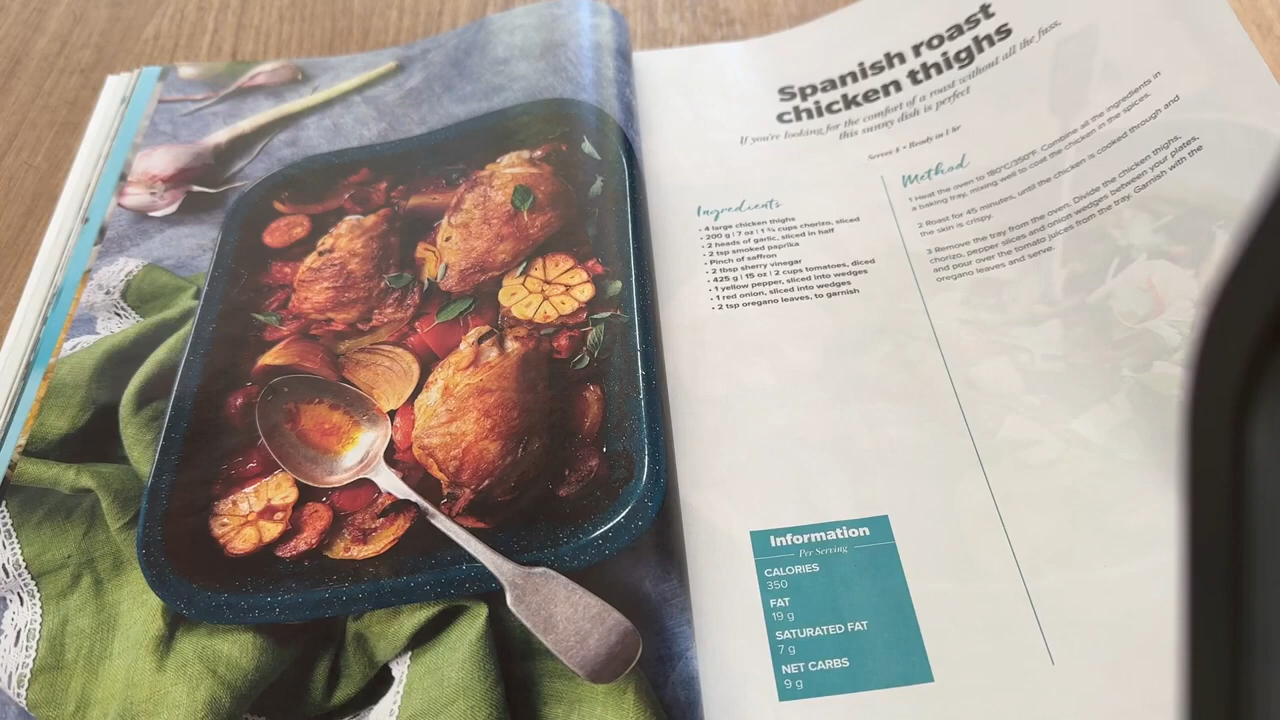 Spanish roast
chicken thighs
If you're looking for the comfort of a roast without all the fuss,
this sunny dish is perfect
Serves 4 • Ready in 1 hr
Ingredients
• 4 large chicken thighs
• 200 g | 7 oz | 1 ¾ cups chorizo, sliced
• 2 heads of garlic, sliced in half
• 2 tsp smoked paprika
• Pinch of saffron
• 2 tbsp sherry vinegar
• 425 g | 15 oz | 2 cups tomatoes, diced
• 1 yellow pepper, sliced into wedges
• 1 red onion, sliced into wedges
• 2 tsp oregano leaves, to garnish
Method
1 Heat the oven to 180°C/350°F. Combine all the ingredients in
a baking tray, mixing well to coat the chicken in the spices.
2 Roast for 45 minutes, until the chicken is cooked through and
the skin is crispy.
3 Remove the tray from the oven. Divide the chicken thighs,
chorizo, pepper slices and onion wedges between your plates,
and pour over the tomato juices from the tray. Garnish with the
oregano leaves and serve.
Information
Per Serving
CALORIES
350
FAT
19 g
SATURATED FAT
7 g
NET CARBS
9 g